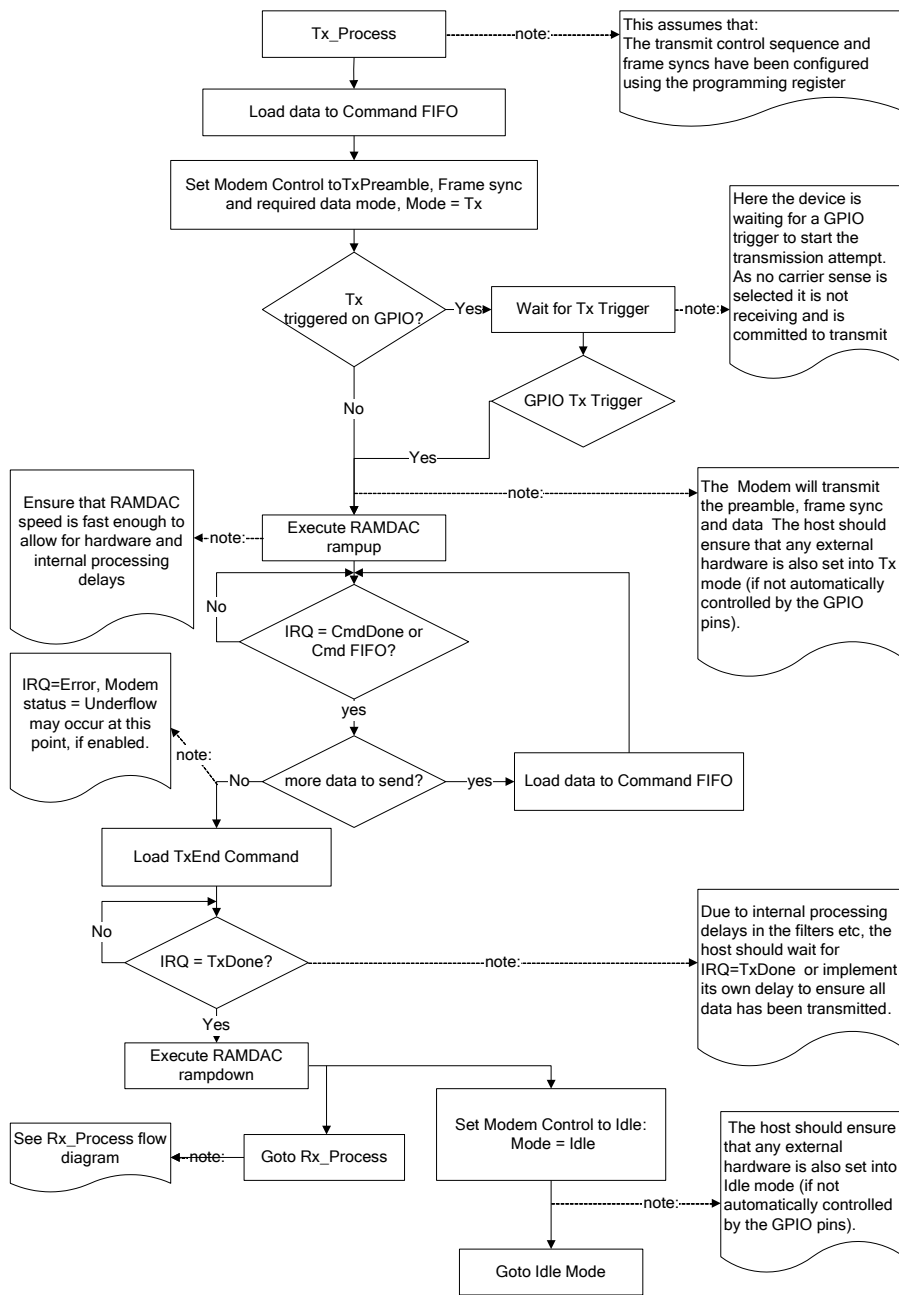 Tx_Process
note:
This assumes that:
The transmit control sequence and
frame syncs have been configured
using the programming register
Load data to Command FIFO
Set Modem Control toTxPreamble, Frame sync
and required data mode, Mode = Tx
Here the device is
waiting for a GPIO
trigger to start the
transmission attempt.
As no carrier sense is
selected it is not
receiving and is
committed to transmit
Tx
triggered on GPIO?
Yes
Wait for Tx Trigger
note:
No
GPIO Tx Trigger
Yes
Ensure that RAMDAC
speed is fast enough to
allow for hardware and
internal processing
delays
note:
Execute RAMDAC
rampup
note:
The Modem will transmit
the preamble, frame sync
and data The host should
ensure that any external
hardware is also set into Tx
mode (if not automatically
controlled by the GPIO
pins).
No
IRQ = CmdDone or
Cmd FIFO?
yes
IRQ=Error, Modem
status = Underflow
may occur at this
point, if enabled.
note:
No
more data to send?
yes
Load data to Command FIFO
Load TxEnd Command
No
IRQ = TxDone?
note:
Due to internal processing
delays in the filters etc, the
host should wait for
IRQ=TxDone or implement
its own delay to ensure all
data has been transmitted.
Yes
Execute RAMDAC
rampdown
See Rx_Process flow
diagram
note:
Goto Rx_Process
Set Modem Control to Idle:
Mode = Idle
note:
The host should ensure
that any external
hardware is also set into
Idle mode (if not
automatically controlled
by the GPIO pins).
Goto Idle Mode